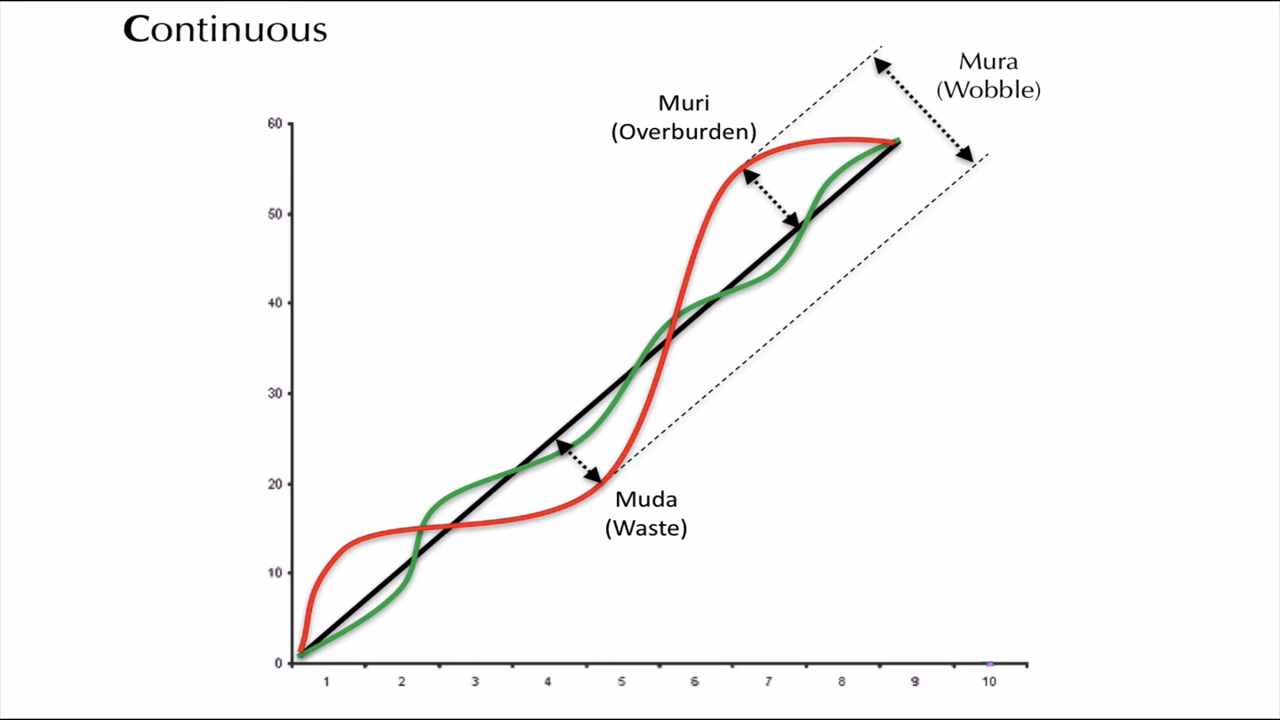 Continuous
Mura
(Wobble)
Muri
(Overburden)
60
50
40
30
20
10
0
Muda
(Waste)
1 2 3 4 5 6 7 8 9 10